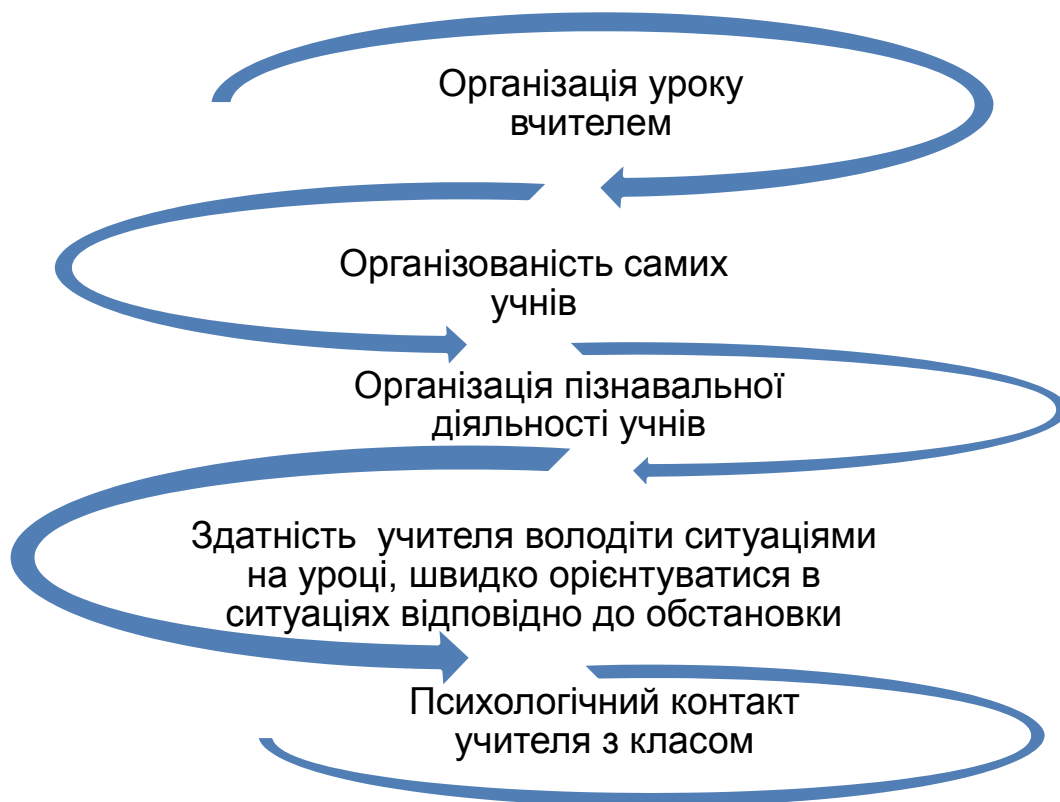 Організація уроку
вчителем
Організованість самих
учнів
Організація пізнавальної
діяльності учнів
Здатність учителя володіти ситуаціями
на уроці, швидко орієнтуватися в
ситуаціях відповідно до обстановки
Психологічний контакт
учителя з класом